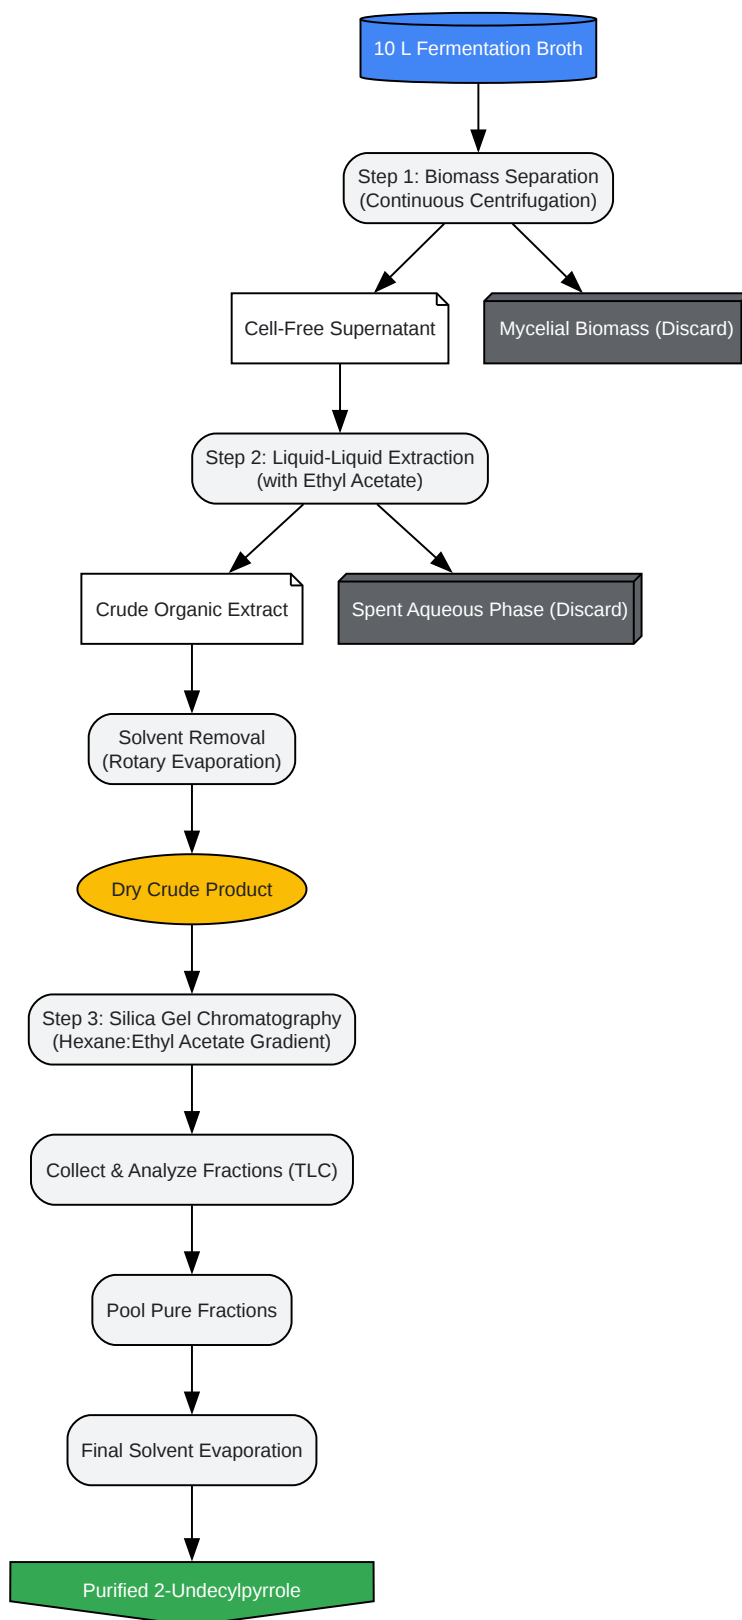 10 L Fermentation Broth
Step 1: Biomass Separation
(Continuous Centrifugation)
Cell-Free Supernatant
Mycelial Biomass (Discard)
Step 2: Liquid-Liquid Extraction
(with Ethyl Acetate)
Crude Organic Extract
Spent Aqueous Phase (Discard)
Solvent Removal
(Rotary Evaporation)
Dry Crude Product
Step 3: Silica Gel Chromatography
(Hexane:Ethyl Acetate Gradient)
Collect & Analyze Fractions (TLC)
Pool Pure Fractions
Final Solvent Evaporation
Purified 2-Undecylpyrrole